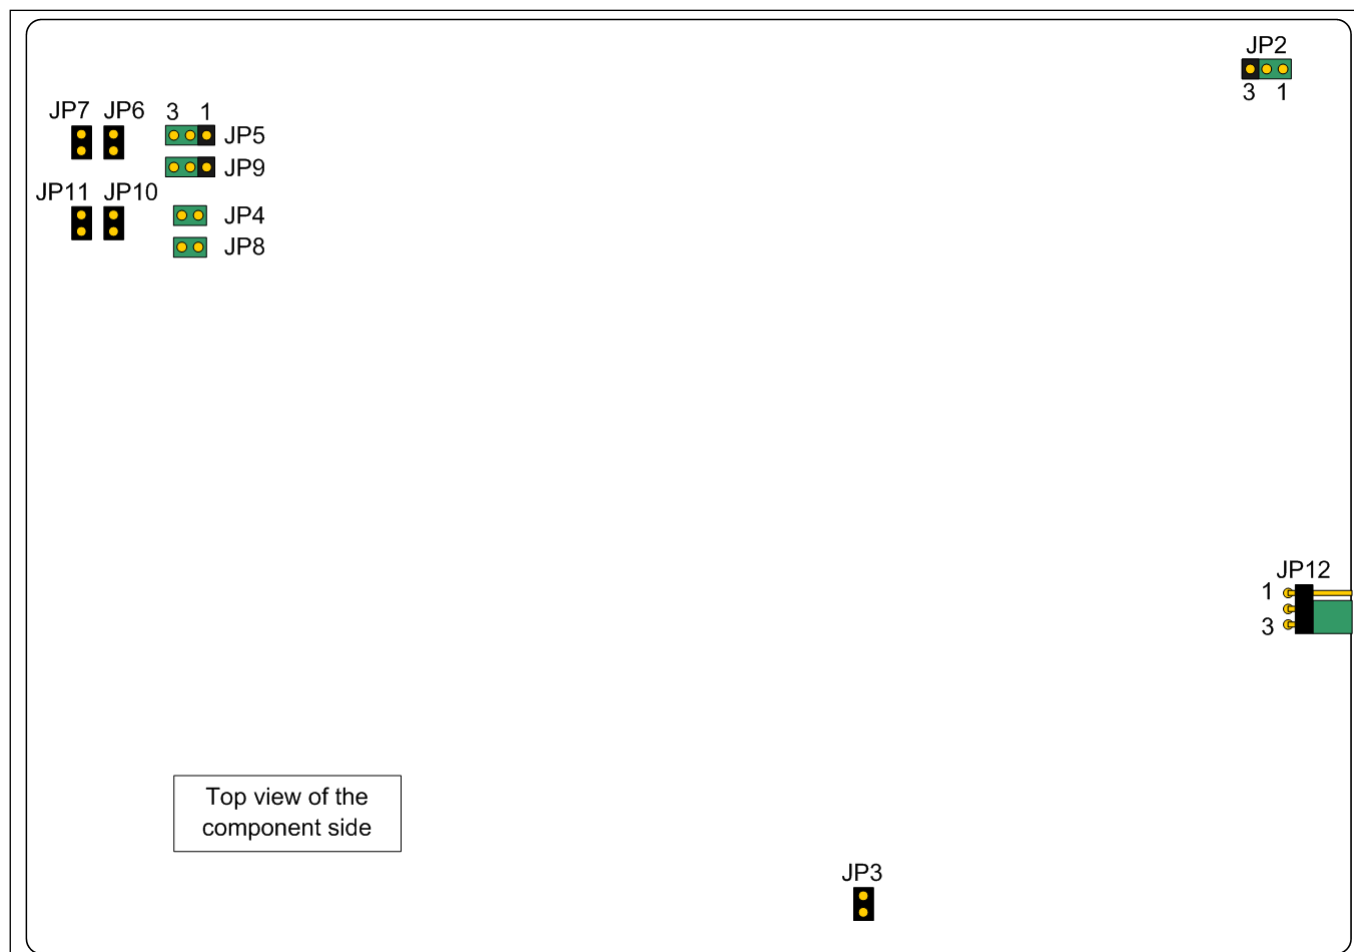 JP2
3 1
JP7 JP6 3 1
JP5
JP9
JP11 JP10
JP4
JP8
JP12
1
3
Top view of the
component side
JP3